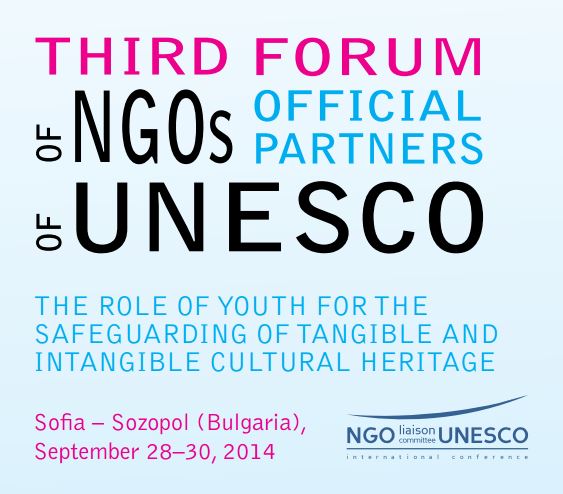 THIRD FORUM
OF NGOs OFFICIAL
PARTNERS
OF UNESCO
THE ROLE OF YOUTH FOR THE
SAFEGUARDING OF TANGIBLE AND
INTANGIBLE CULTURAL HERITAGE
Sofia – Sozopol (Bulgaria),
September 28–30, 2014
NGO liaison committee UNESCO
international conference